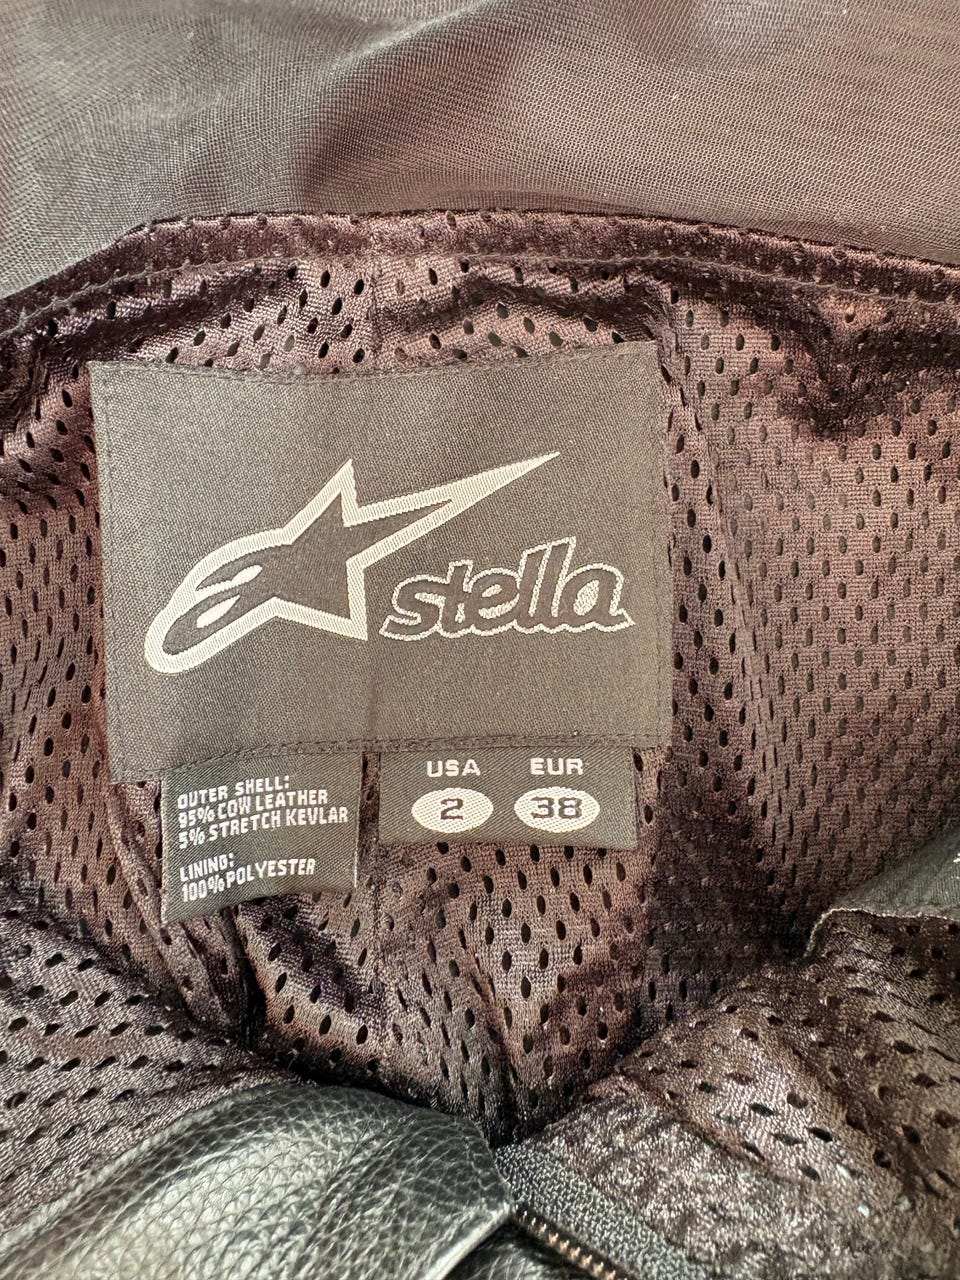 stella
OUTER SHELL:
95% COW LEATHER
5% STRETCH KEVLAR
LINING:
100% POLYESTER
USA EUR
2 38